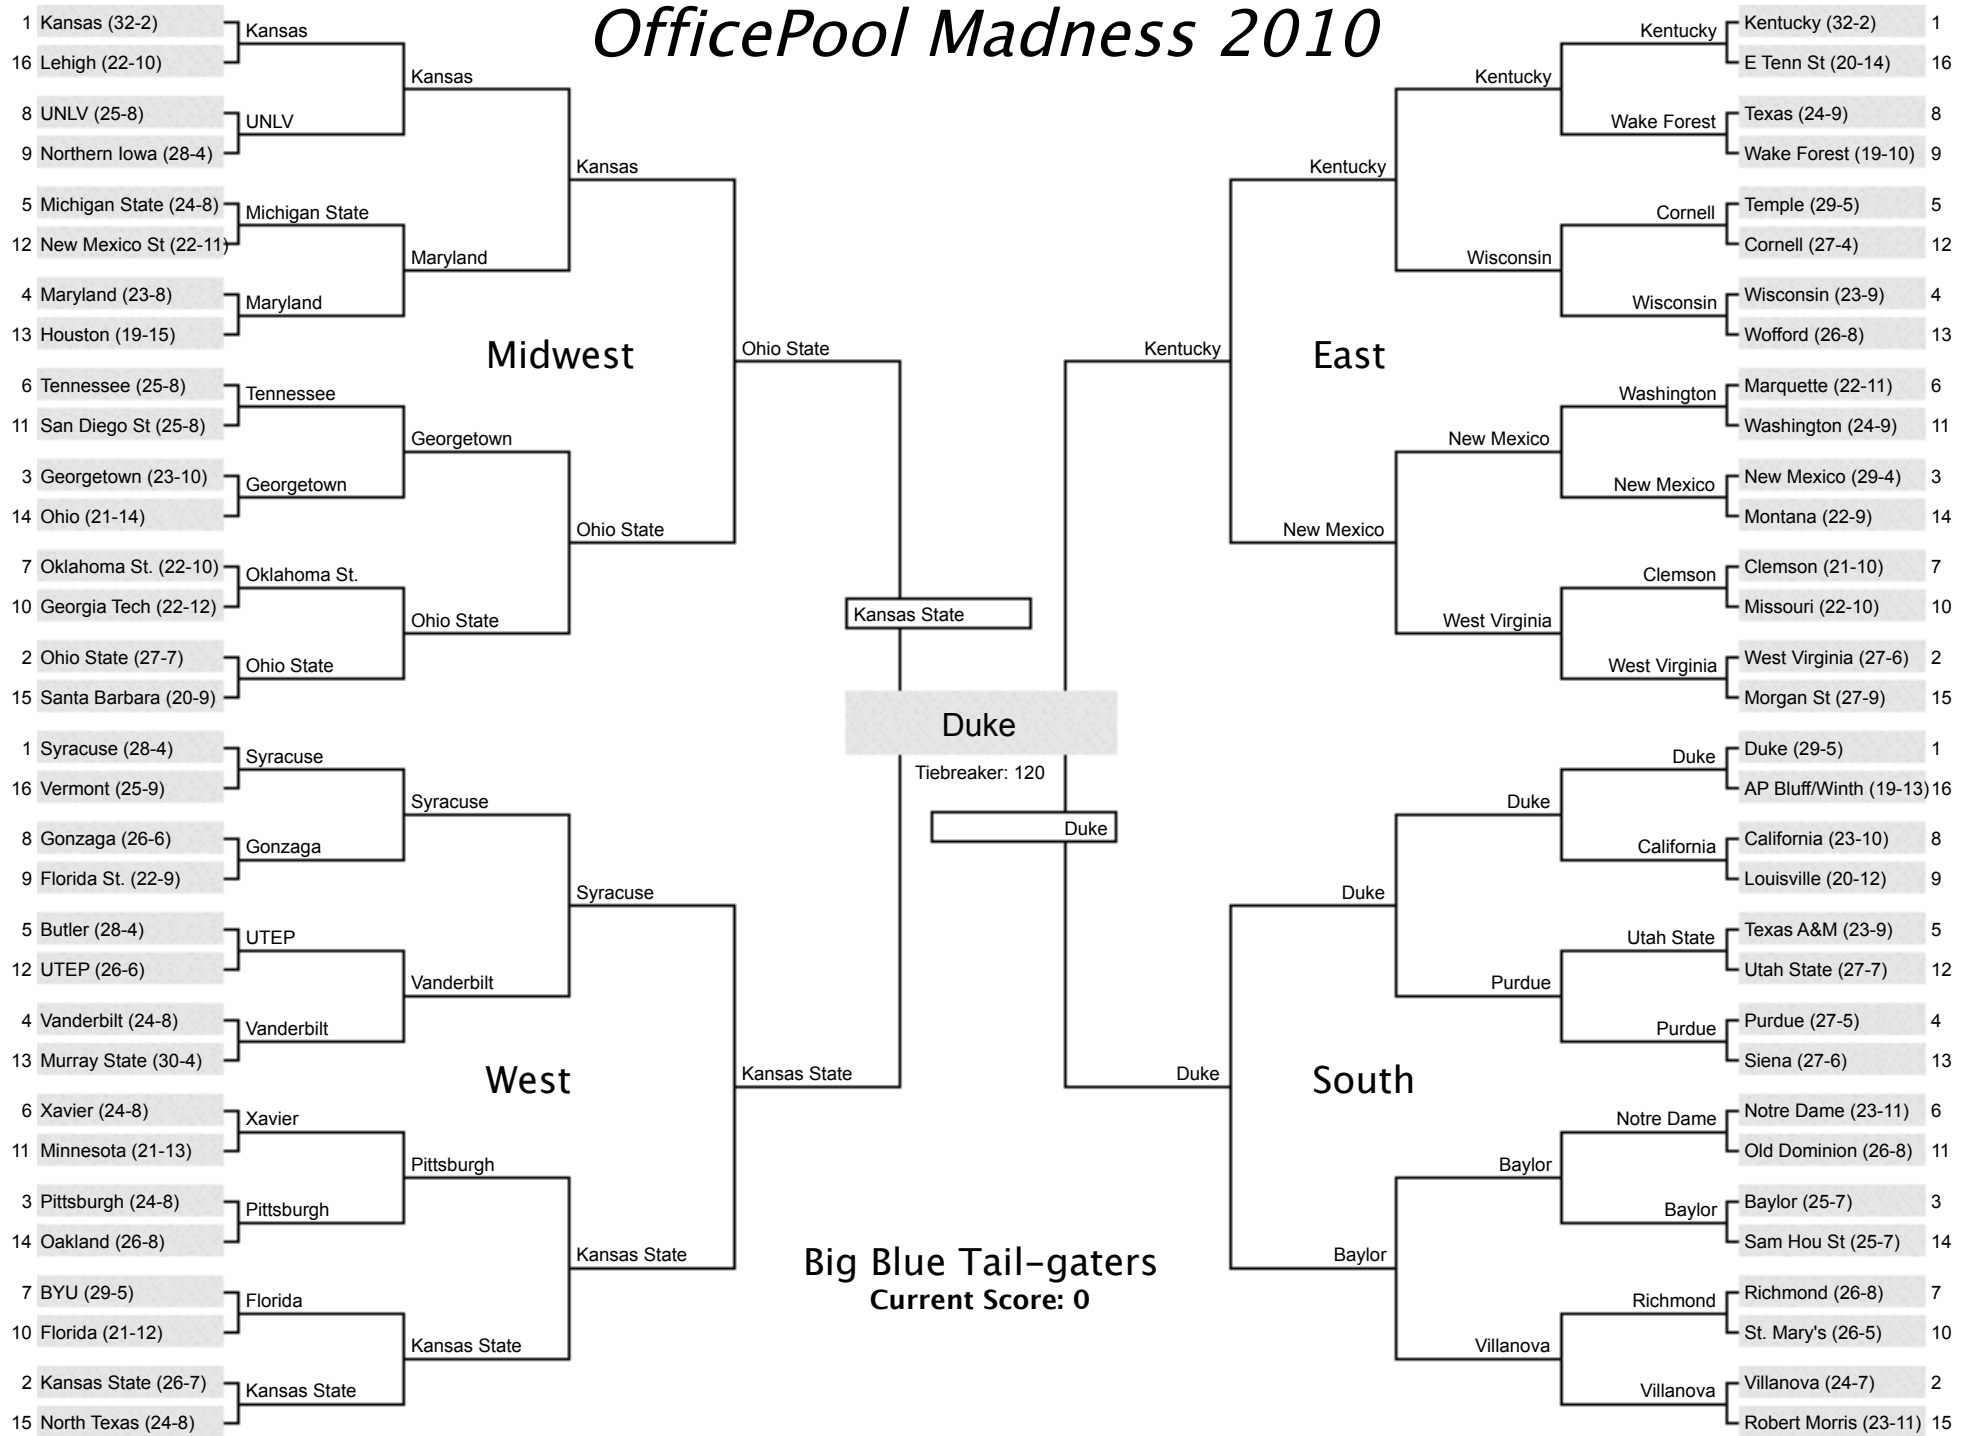 OfficePool Madness 2010
1 Kansas (32-2)
16 Lehigh (22-10)
8 UNLV (25-8)
9 Northern Iowa (28-4)
5 Michigan State (24-8)
12 New Mexico St (22-11)
4 Maryland (23-8)
13 Houston (19-15)
6 Tennessee (25-8)
11 San Diego St (25-8)
3 Georgetown (23-10)
14 Ohio (21-14)
7 Oklahoma St. (22-10)
10 Georgia Tech (22-12)
2 Ohio State (27-7)
15 Santa Barbara (20-9)
Kansas
UNLV
Michigan State
Maryland
Tennessee
Georgetown
Oklahoma St.
Ohio State
Kansas
Maryland
Georgetown
Ohio State
Kansas
Ohio State
Midwest
Ohio State
1 Syracuse (28-4)
16 Vermont (25-9)
8 Gonzaga (26-6)
9 Florida St. (22-9)
5 Butler (28-4)
12 UTEP (26-6)
4 Vanderbilt (24-8)
13 Murray State (30-4)
6 Xavier (24-8)
11 Minnesota (21-13)
3 Pittsburgh (24-8)
14 Oakland (26-8)
7 BYU (29-5)
10 Florida (21-12)
2 Kansas State (26-7)
15 North Texas (24-8)
Syracuse
Gonzaga
UTEP
Vanderbilt
Xavier
Pittsburgh
Florida
Kansas State
Syracuse
Vanderbilt
Pittsburgh
Kansas State
Syracuse
Kansas State
West
Kansas State
Kansas State
Duke
Tiebreaker: 120
Duke
Big Blue Tail-gaters
Current Score: 0
Kentucky
East
Kentucky
New Mexico
Kentucky
Wisconsin
New Mexico
West Virginia
Kentucky
Wake Forest
Cornell
Wisconsin
Washington
New Mexico
Clemson
West Virginia
Kentucky (32-2) 1
E Tenn St (20-14) 16
Texas (24-9) 8
Wake Forest (19-10) 9
Temple (29-5) 5
Cornell (27-4) 12
Wisconsin (23-9) 4
Wofford (26-8) 13
Marquette (22-11) 6
Washington (24-9) 11
New Mexico (29-4) 3
Montana (22-9) 14
Clemson (21-10) 7
Missouri (22-10) 10
West Virginia (27-6) 2
Morgan St (27-9) 15
Duke
South
Duke
Baylor
Duke
Purdue
Baylor
Villanova
Duke
California
Utah State
Purdue
Notre Dame
Baylor
Richmond
Villanova
Duke (29-5) 1
AP Bluff/Winth (19-13) 16
California (23-10) 8
Louisville (20-12) 9
Texas A&M (23-9) 5
Utah State (27-7) 12
Purdue (27-5) 4
Siena (27-6) 13
Notre Dame (23-11) 6
Old Dominion (26-8) 11
Baylor (25-7) 3
Sam Hou St (25-7) 14
Richmond (26-8) 7
St. Mary's (26-5) 10
Villanova (24-7) 2
Robert Morris (23-11) 15